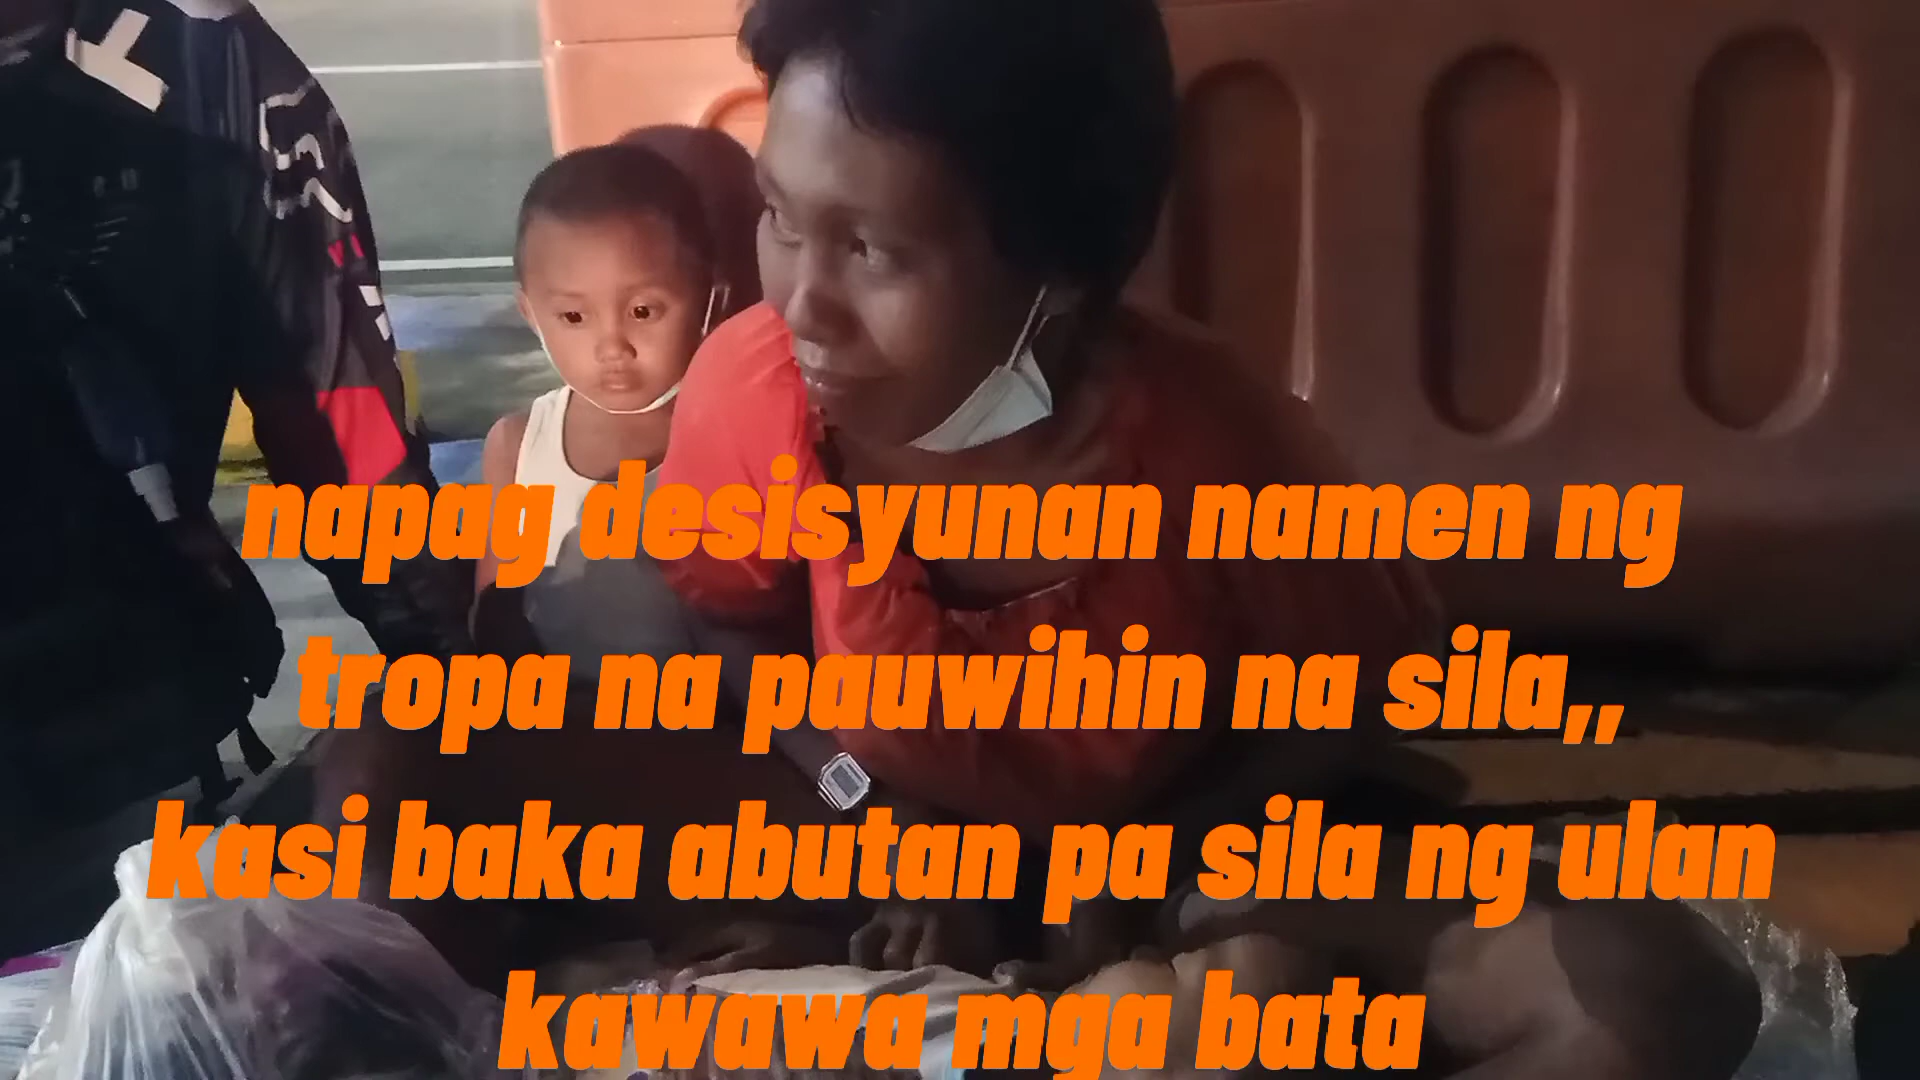 napag desisyunan namen ng
tropa na pauwihin na sila,,
kasi baka abutan pa sila ng ulan
kawawa mga bata